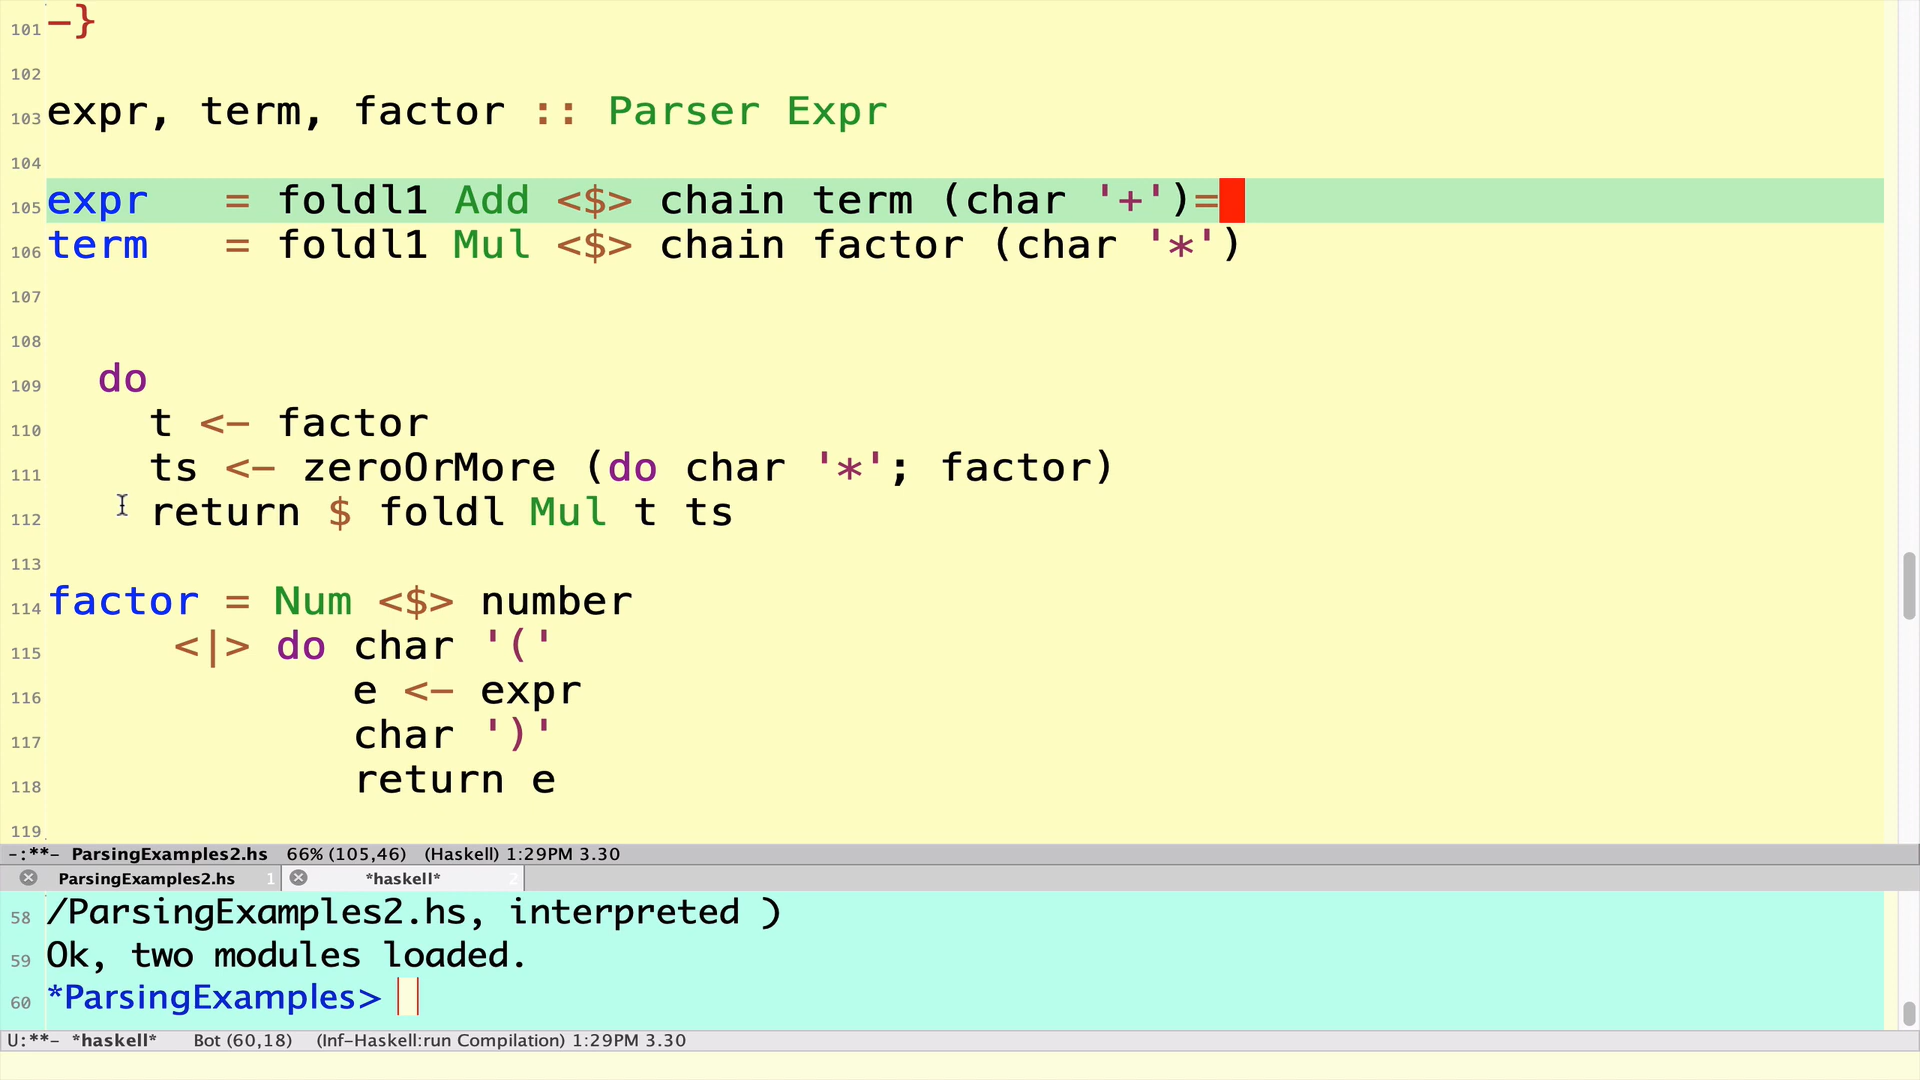 101 -}
102
103 expr, term, factor :: Parser Expr
104
105 expr   = foldl1 Add <$> chain term (char '+')=
106 term   = foldl1 Mul <$> chain factor (char '*')
107
108
109   do
110     t <- factor
111     ts <- zeroOrMore (do char '*'; factor)
112     return $ foldl Mul t ts
113
114 factor = Num <$> number
115      <|> do char '('
116             e <- expr
117             char ')'
118             return e
119
-:**-  ParsingExamples2.hs   66% (105,46)   (Haskell) 1:29PM 3.30
ParsingExamples2.hs 1 *haskell* 2
58 /ParsingExamples2.hs, interpreted )
59 Ok, two modules loaded.
60 *ParsingExamples>
U:**-  *haskell*     Bot (60,18)   (Inf-Haskell:run Compilation) 1:29PM 3.30